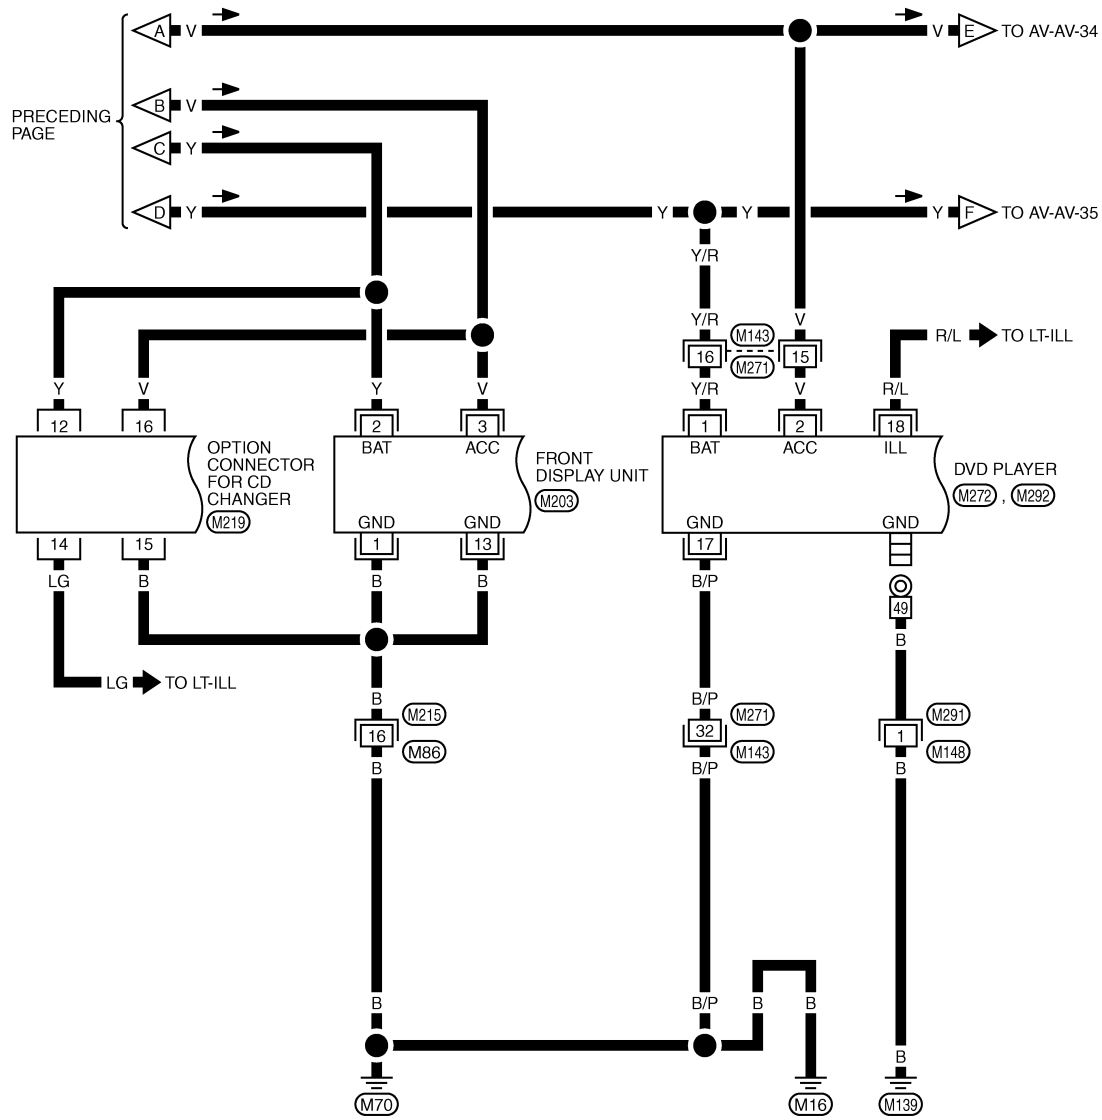 A V V E TO AV-AV-34
PRECEDING
PAGE
B V
C Y
D Y Y Y Y F TO AV-AV-35
Y/R
Y/R M143 V R/L TO LT-ILL
16 M271 15
Y V Y V Y/R V R/L
12 16 2 3 1 2 18
BAT ACC BAT ACC ILL
OPTION
CONNECTOR
FOR CD
CHANGER
M219
FRONT
DISPLAY UNIT
M203
DVD PLAYER
M272 , M292
GND GND GND GND
14 15 1 13 17
LG B B B B/P
49
B
LG TO LT-ILL
B B/P
M215 M271 M291
16 32 1
M86 M143 M148
B B/P B
B B/P B B
B
M70 M16 M139